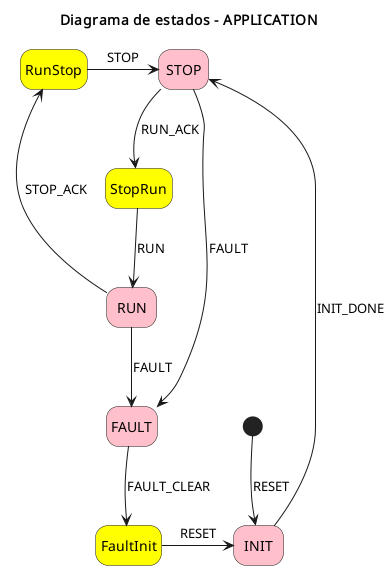 Diagrama de estados - APPLICATION
RunStop
STOP
STOP
RUN_ACK
StopRun
STOP_ACK
RUN
FAULT
RUN
INIT_DONE
FAULT
FAULT
FAULT_CLEAR
RESET
FaultInit
RESET
INIT